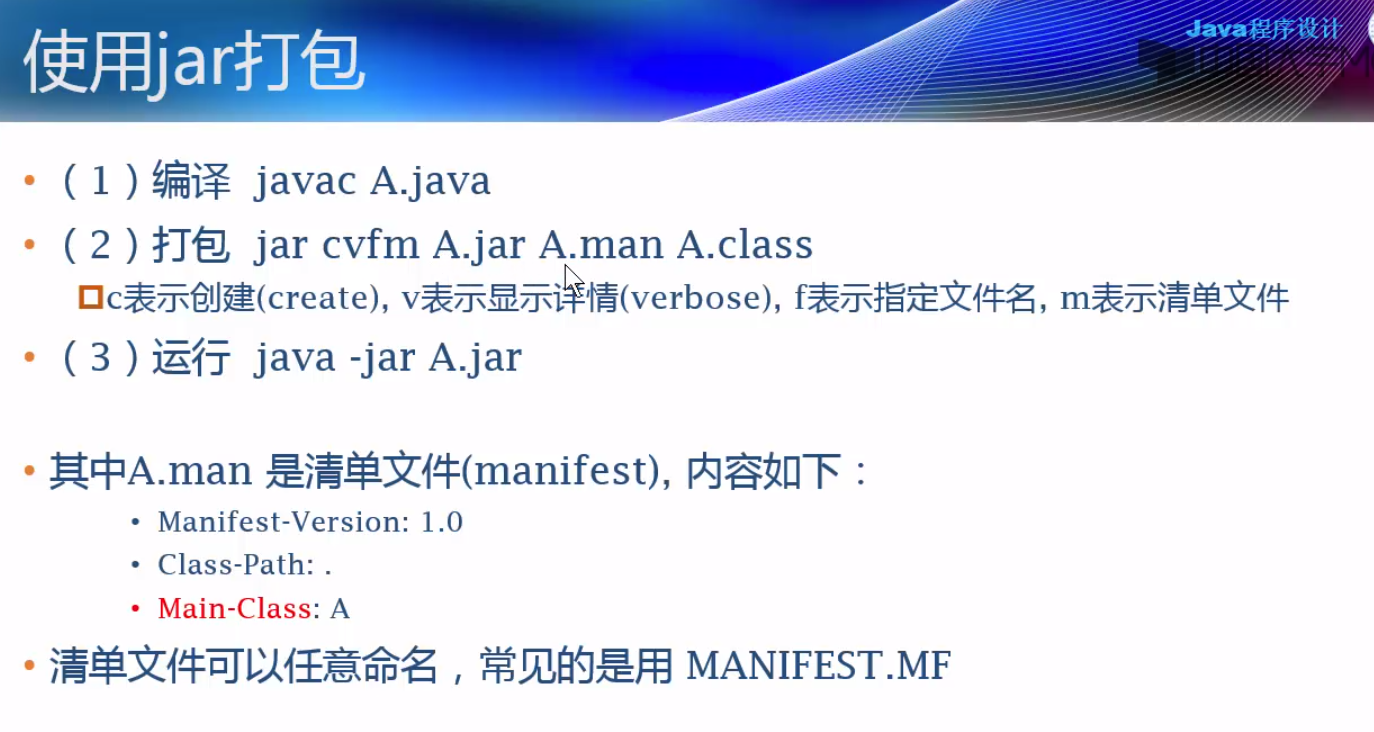 Java程序设计
使用jar打包
（1）编译 javac A.java
（2）打包 jar cvfm A.jar A.man A.class
c表示创建(create), v表示显示详情(verbose), f表示指定文件名, m表示清单文件
（3）运行 java -jar A.jar
其中A.man 是清单文件(manifest), 内容如下：
Manifest-Version: 1.0
Class-Path: .
Main-Class: A
清单文件可以任意命名，常见的是用 MANIFEST.MF